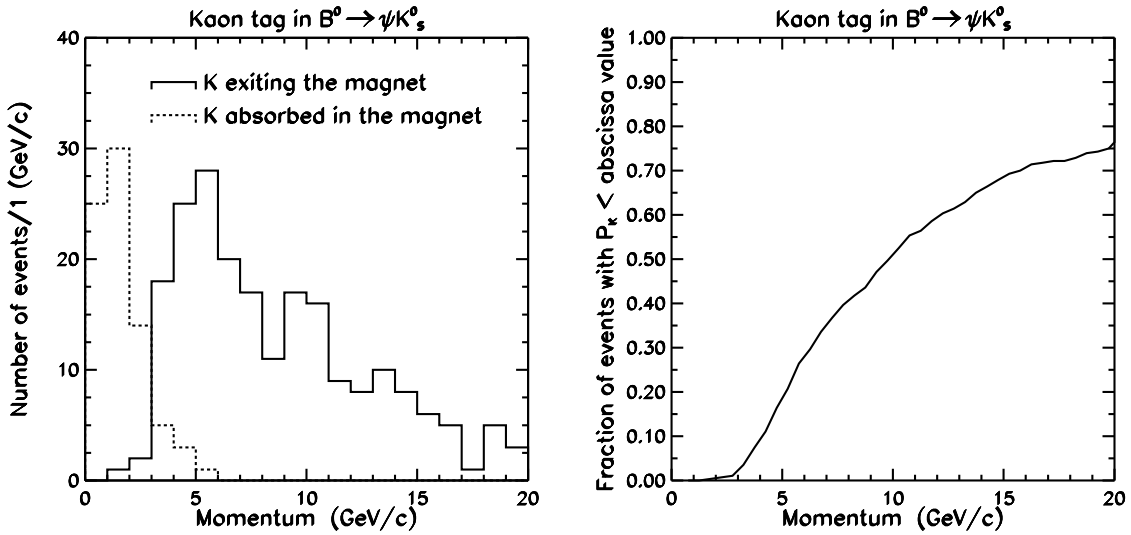 Kaon tag in B⁰ → ψK⁰s
40
30
20
10
0
Number of events/1 (GeV/c)
K exiting the magnet
K absorbed in the magnet
0 5 10 15 20
Momentum (GeV/c)
Kaon tag in B⁰ → ψK⁰s
1.00
0.90
0.80
0.70
0.60
0.50
0.40
0.30
0.20
0.10
0.00
Fraction of events with PK < abscissa value
0 5 10 15 20
Momentum (GeV/c)